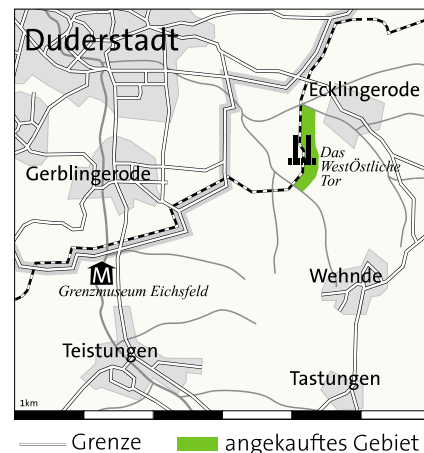 Duderstadt
Ecklingerode
Das
WestÖstliche
Tor
Gerblingerode
M
Grenzmuseum Eichsfeld
Wehnde
Teistungen
Tastungen
1km
Grenze
angekauftes Gebiet